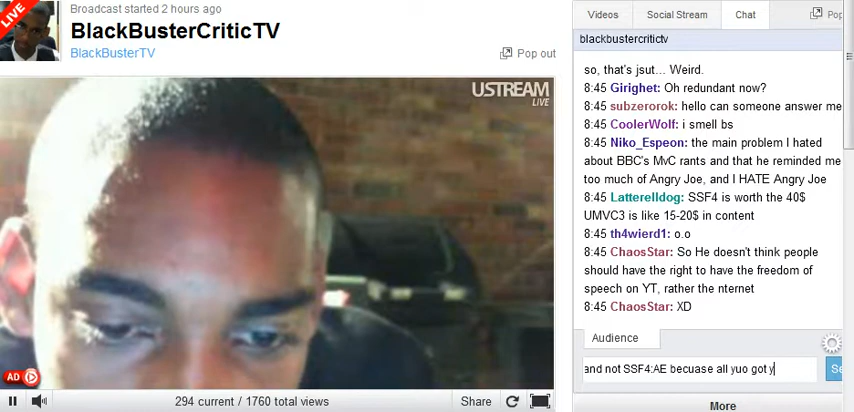 LIVE
Broadcast started 2 hours ago
BlackBusterCriticTV
BlackBusterTV
Pop out
USTREAM
LIVE
AD
294 current / 1760 total views
Share
Videos
Social Stream
Chat
Pop
blackbustercritictv
so, that's jsut... Weird.
8:45 Girighet: Oh redundant now?
8:45 subzerorok: hello can someone answer me
8:45 CoolerWolf: i smell bs
8:45 Niko_Espeon: the main problem I hated
about BBC's MvC rants and that he reminded me
too much of Angry Joe, and I HATE Angry Joe
8:45 Latterelldog: SSF4 is worth the 40$
UMVC3 is like 15-20$ in content
8:45 th4wierd1: o.o
8:45 ChaosStar: So He doesn't think people
should have the right to have the freedom of
speech on YT, rather the nternet
8:45 ChaosStar: XD
Audience
and not SSF4:AE becuase all yuo got y
Se
More